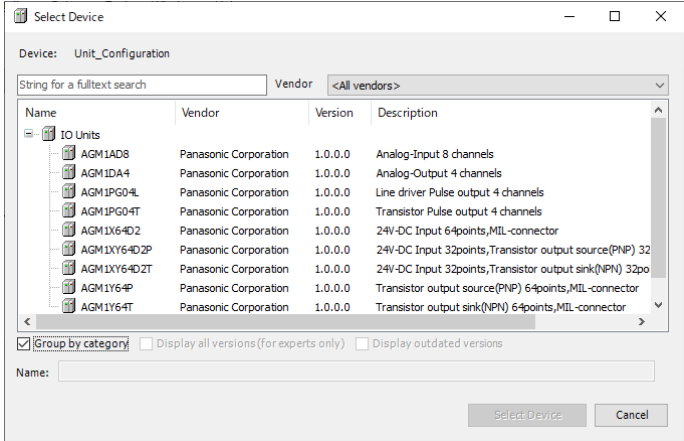 Select Device
Device: Unit_Configuration
String for a fulltext search Vendor <All vendors>
Name Vendor Version Description
IO Units
AGM1AD8 Panasonic Corporation 1.0.0.0 Analog-Input 8 channels
AGM1DA4 Panasonic Corporation 1.0.0.0 Analog-Output 4 channels
AGM1PG04L Panasonic Corporation 1.0.0.0 Line driver Pulse output 4 channels
AGM1PG04T Panasonic Corporation 1.0.0.0 Transistor Pulse output 4 channels
AGM1X64D2 Panasonic Corporation 1.0.0.0 24V-DC Input 64points,MIL-connector
AGM1XY64D2P Panasonic Corporation 1.0.0.0 24V-DC Input 32points,Transistor output source(PNP) 32
AGM1XY64D2T Panasonic Corporation 1.0.0.0 24V-DC Input 32points,Transistor output sink(NPN) 32po
AGM1Y64P Panasonic Corporation 1.0.0.0 Transistor output source(PNP) 64points,MIL-connector
AGM1Y64T Panasonic Corporation 1.0.0.0 Transistor output sink(NPN) 64points,MIL-connector
Group by category Display all versions (for experts only) Display outdated versions
Name:
Select Device Cancel